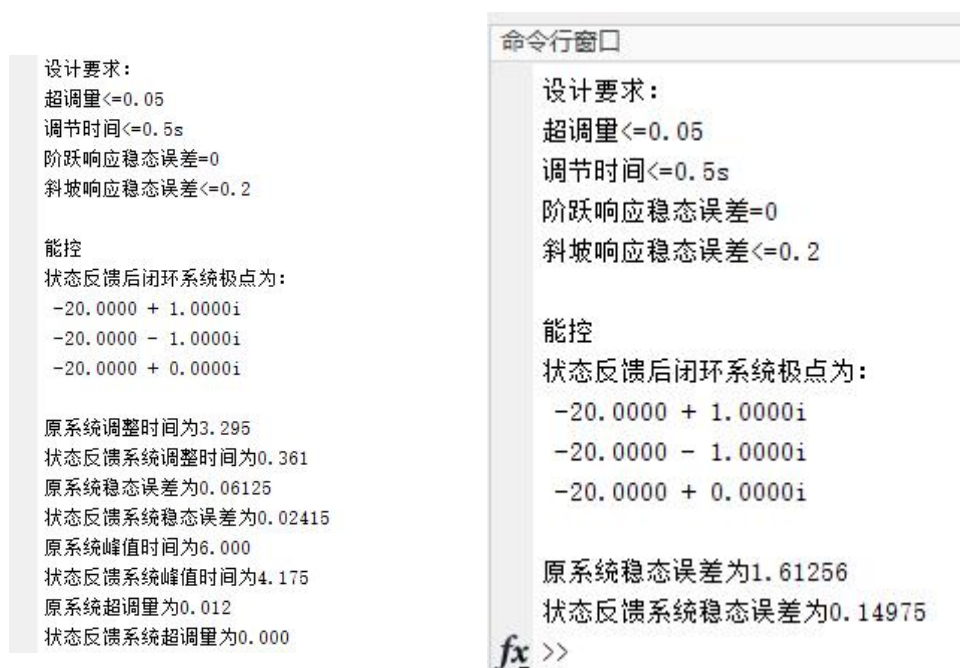 设计要求:
超调量<=0.05
调节时间<=0.5s
阶跃响应稳态误差=0
斜坡响应稳态误差<=0.2
能控
状态反馈后闭环系统极点为:
-20.0000 + 1.0000i
-20.0000 - 1.0000i
-20.0000 + 0.0000i
原系统调整时间为3.295
状态反馈系统调整时间为0.361
原系统稳态误差为0.06125
状态反馈系统稳态误差为0.02415
原系统峰值时间为6.000
状态反馈系统峰值时间为4.175
原系统超调量为0.012
状态反馈系统超调量为0.000
命令行窗口
设计要求:
超调量<=0.05
调节时间<=0.5s
阶跃响应稳态误差=0
斜坡响应稳态误差<=0.2
能控
状态反馈后闭环系统极点为:
-20.0000 + 1.0000i
-20.0000 - 1.0000i
-20.0000 + 0.0000i
原系统稳态误差为1.61256
状态反馈系统稳态误差为0.14975
fx >>